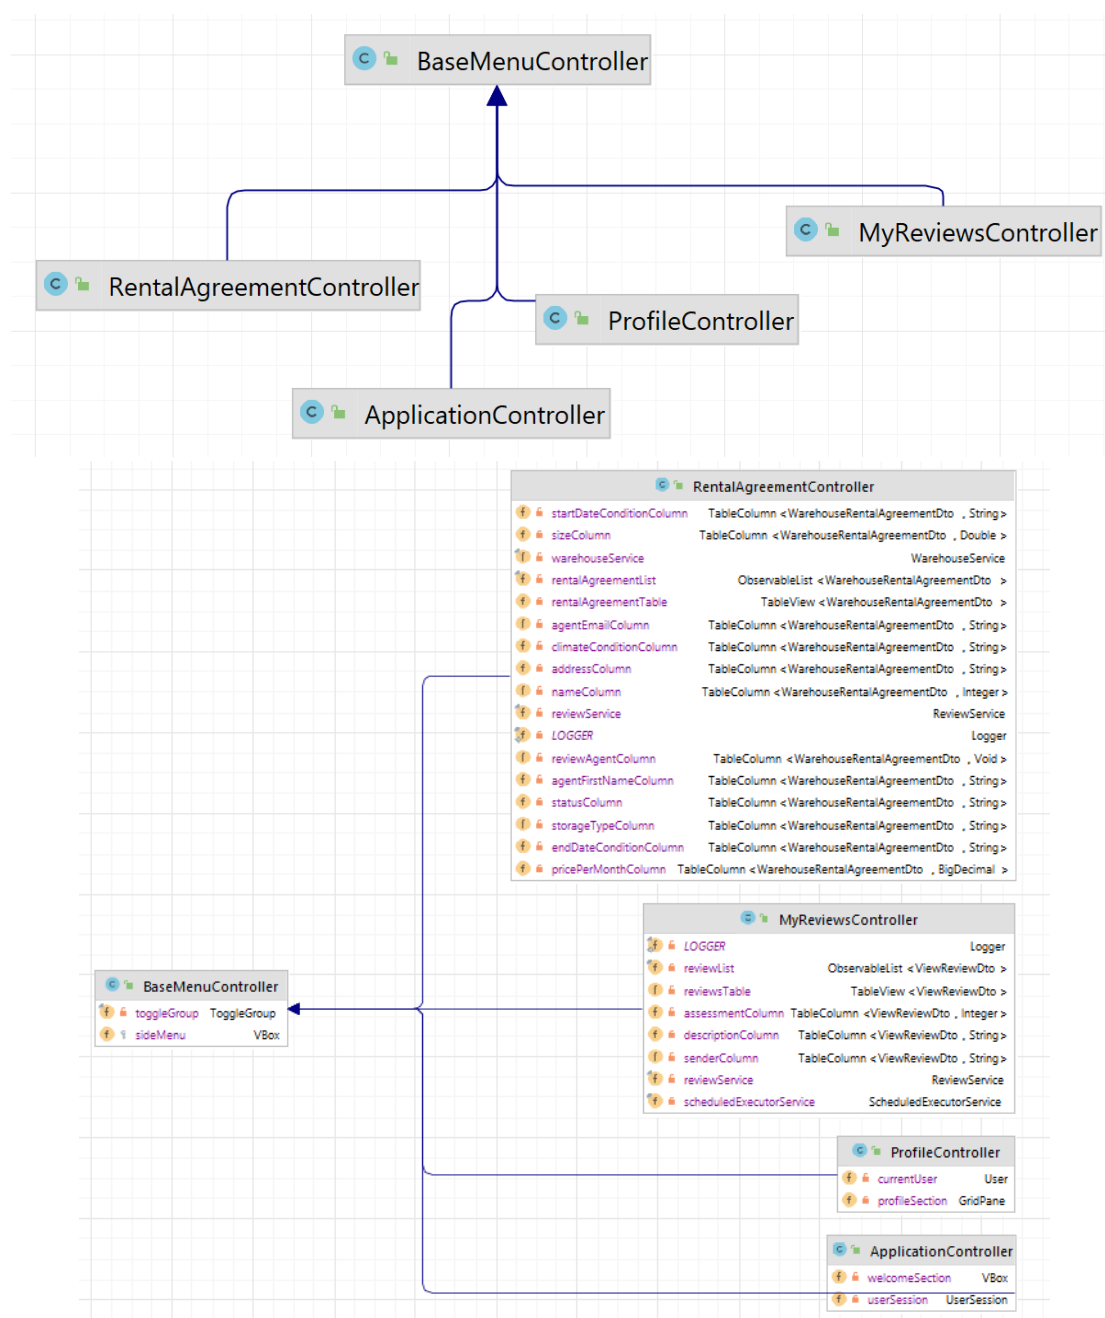 BaseMenuController
MyReviewsController
RentalAgreementController
ProfileController
ApplicationController
RentalAgreementController
startDateConditionColumn TableColumn <WarehouseRentalAgreementDto , String>
sizeColumn TableColumn <WarehouseRentalAgreementDto , Double >
warehouseService WarehouseService
rentalAgreementList ObservableList <WarehouseRentalAgreementDto >
rentalAgreementTable TableView <WarehouseRentalAgreementDto >
agentEmailColumn TableColumn <WarehouseRentalAgreementDto , String>
climateConditionColumn TableColumn <WarehouseRentalAgreementDto , String>
addressColumn TableColumn <WarehouseRentalAgreementDto , String>
nameColumn TableColumn <WarehouseRentalAgreementDto , Integer >
reviewService ReviewService
LOGGER Logger
reviewAgentColumn TableColumn <WarehouseRentalAgreementDto , Void >
agentFirstNameColumn TableColumn <WarehouseRentalAgreementDto , String>
statusColumn TableColumn <WarehouseRentalAgreementDto , String>
storageTypeColumn TableColumn <WarehouseRentalAgreementDto , String>
endDateConditionColumn TableColumn <WarehouseRentalAgreementDto , String>
pricePerMonthColumn TableColumn <WarehouseRentalAgreementDto , BigDecimal >
MyReviewsController
LOGGER Logger
reviewList ObservableList <ViewReviewDto >
reviewsTable TableView <ViewReviewDto >
assessmentColumn TableColumn <ViewReviewDto , Integer >
descriptionColumn TableColumn <ViewReviewDto , String>
senderColumn TableColumn <ViewReviewDto , String>
reviewService ReviewService
scheduledExecutorService ScheduledExecutorService
BaseMenuController
toggleGroup ToggleGroup
sideMenu VBox
ProfileController
currentUser User
profileSection GridPane
ApplicationController
welcomeSection VBox
userSession UserSession